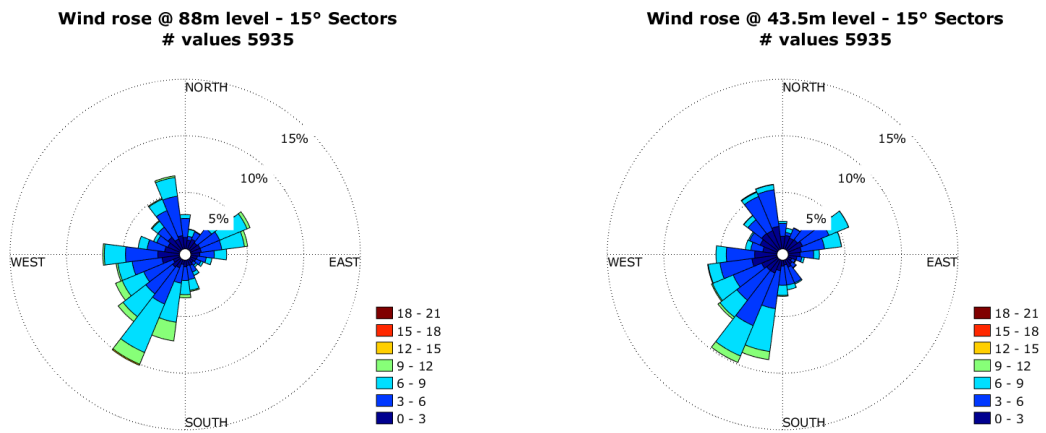 Wind rose @ 88m level - 15° Sectors
# values 5935
NORTH
15%
10%
5%
WEST
EAST
SOUTH
18 - 21
15 - 18
12 - 15
9 - 12
6 - 9
3 - 6
0 - 3
Wind rose @ 43.5m level - 15° Sectors
# values 5935
NORTH
15%
10%
5%
WEST
EAST
SOUTH
18 - 21
15 - 18
12 - 15
9 - 12
6 - 9
3 - 6
0 - 3